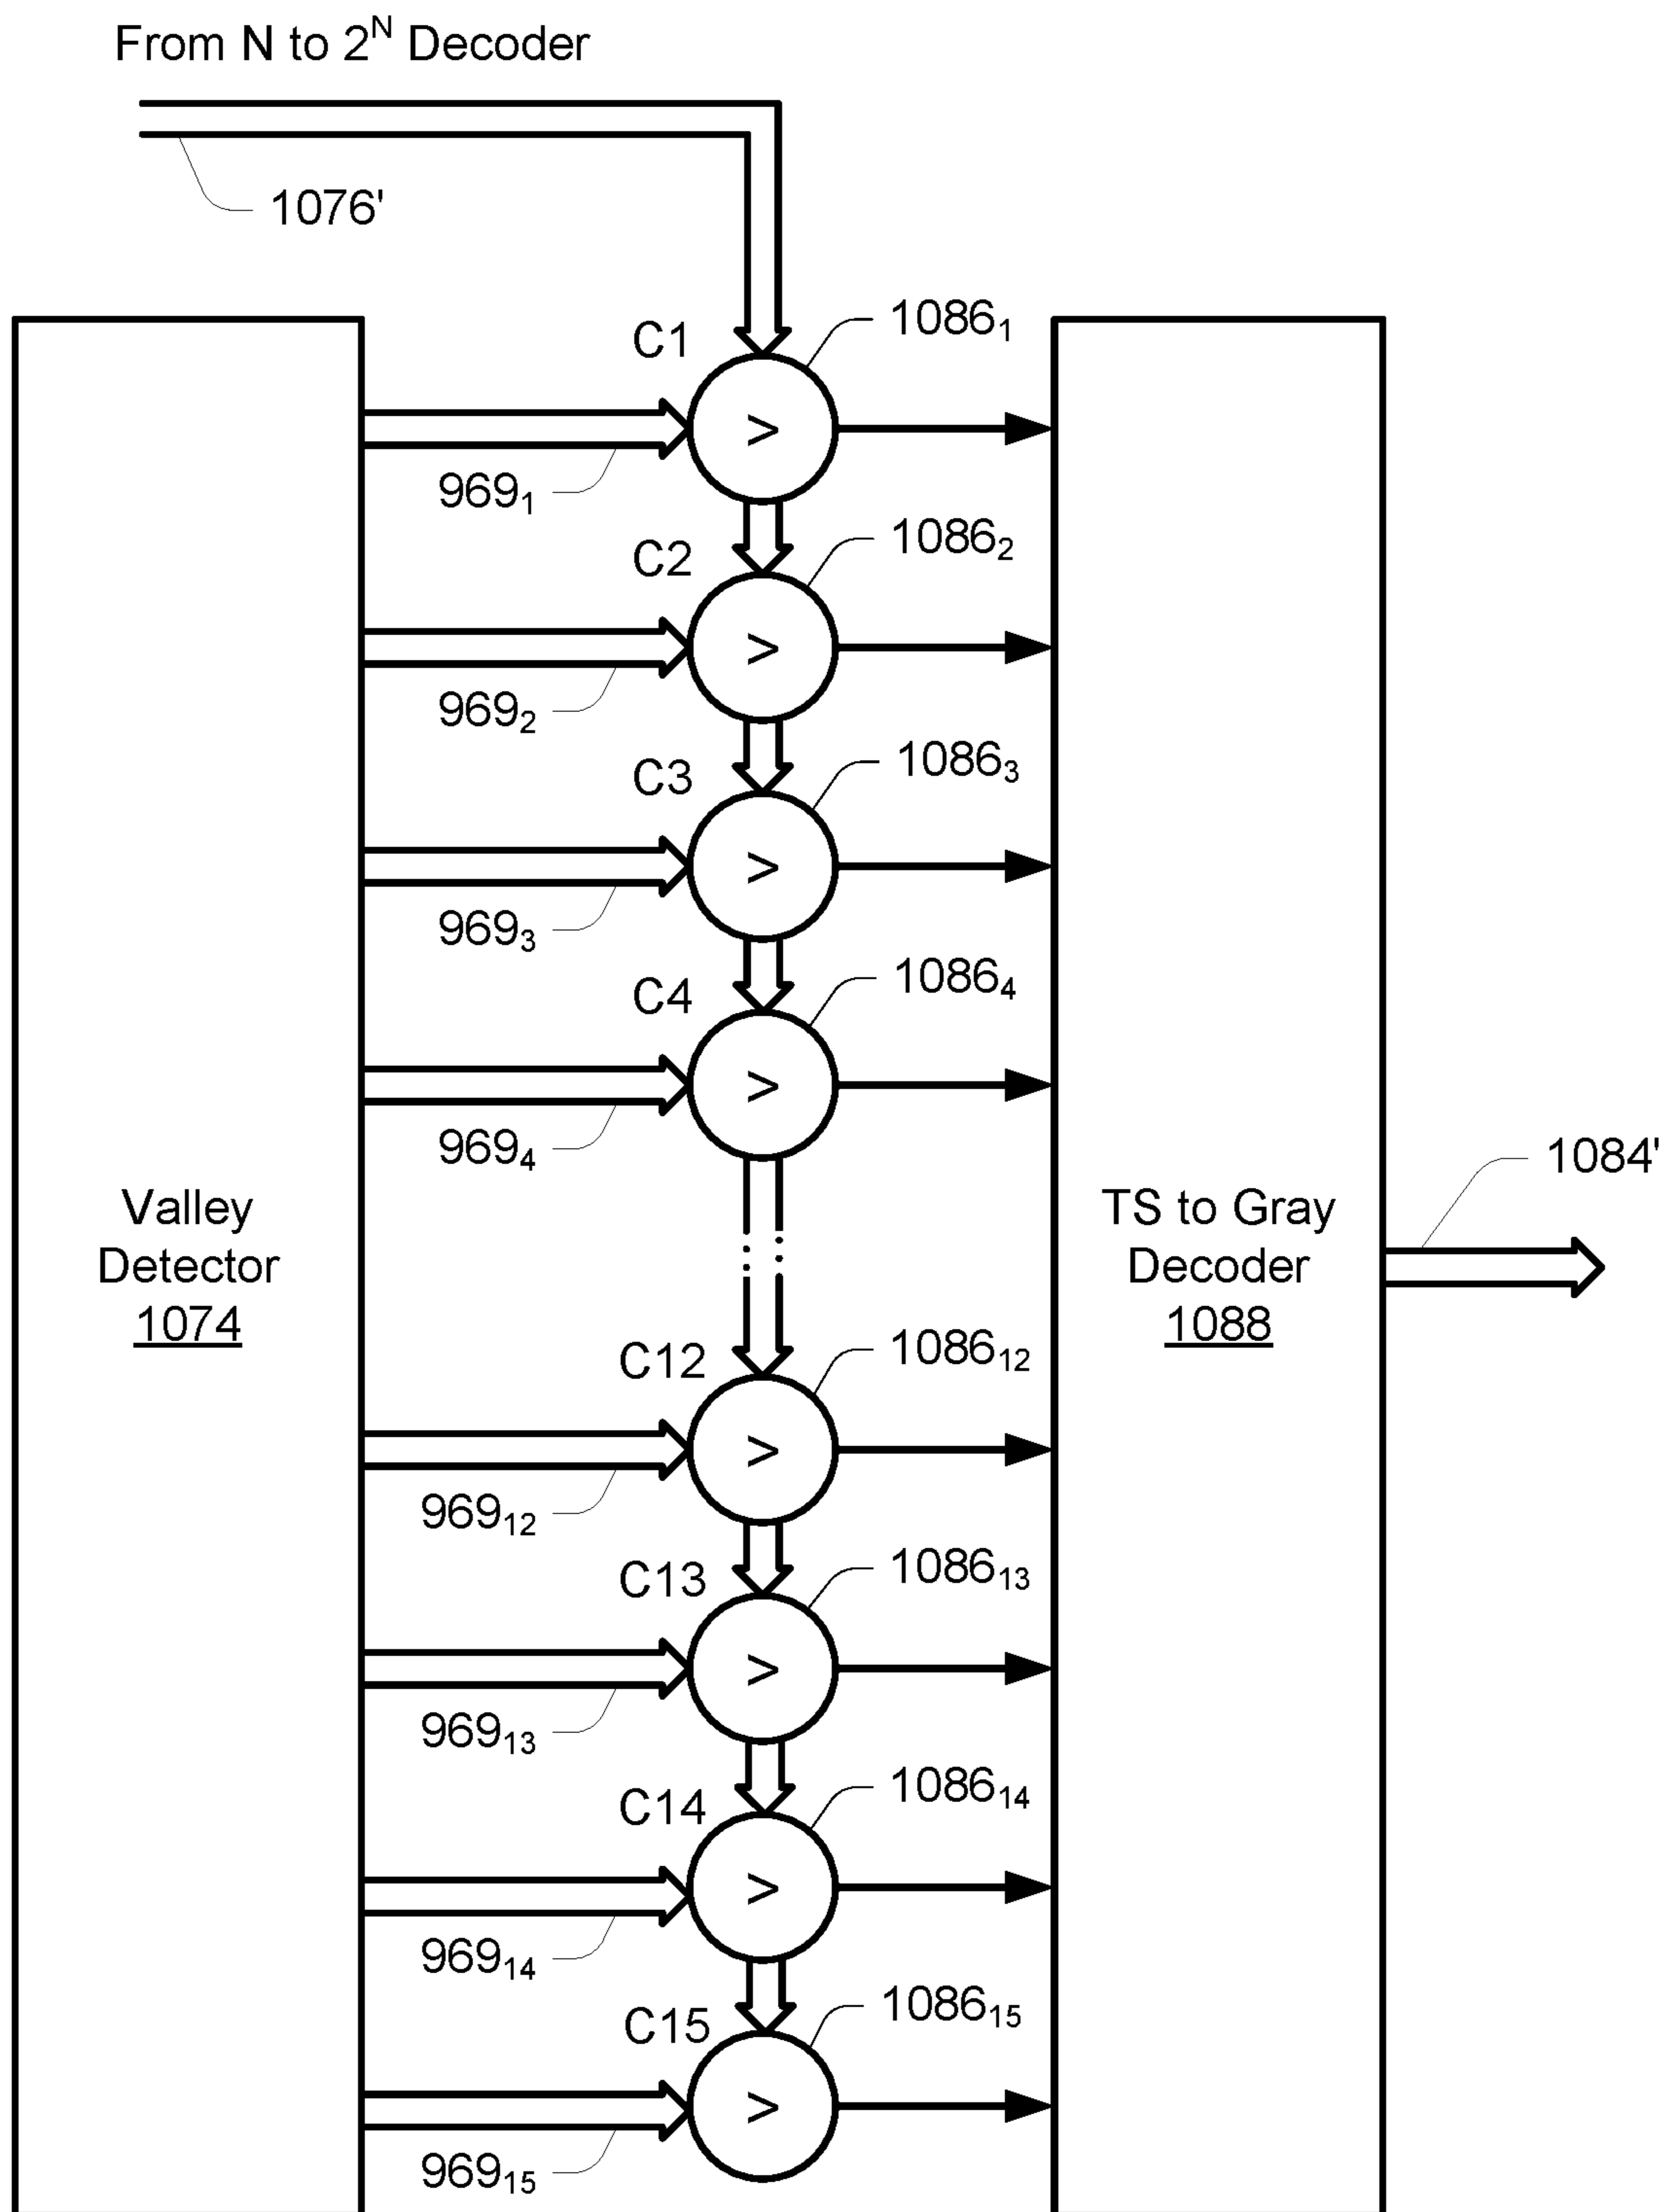 From N to 2^N Decoder
1076'
C1
1086₁
>
969₁
C2
1086₂
>
969₂
C3
1086₃
>
969₃
C4
1086₄
>
969₄
1084'
Valley
Detector
1074
TS to Gray
Decoder
1088
C12
1086₁₂
>
969₁₂
C13
1086₁₃
>
969₁₃
C14
1086₁₄
>
969₁₄
C15
1086₁₅
>
969₁₅